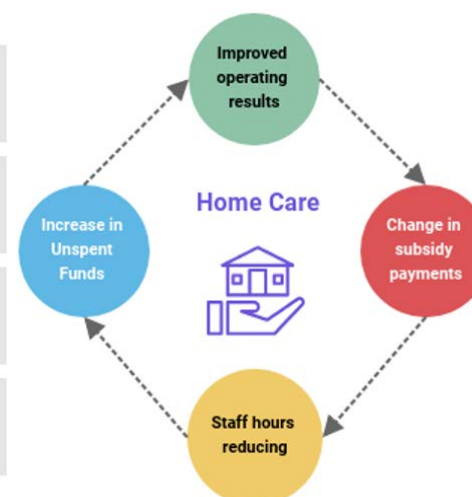 Improved
operating
results
Home Care
Increase in
Unspent
Funds
Change in
subsidy
payments
Staff hours
reducing